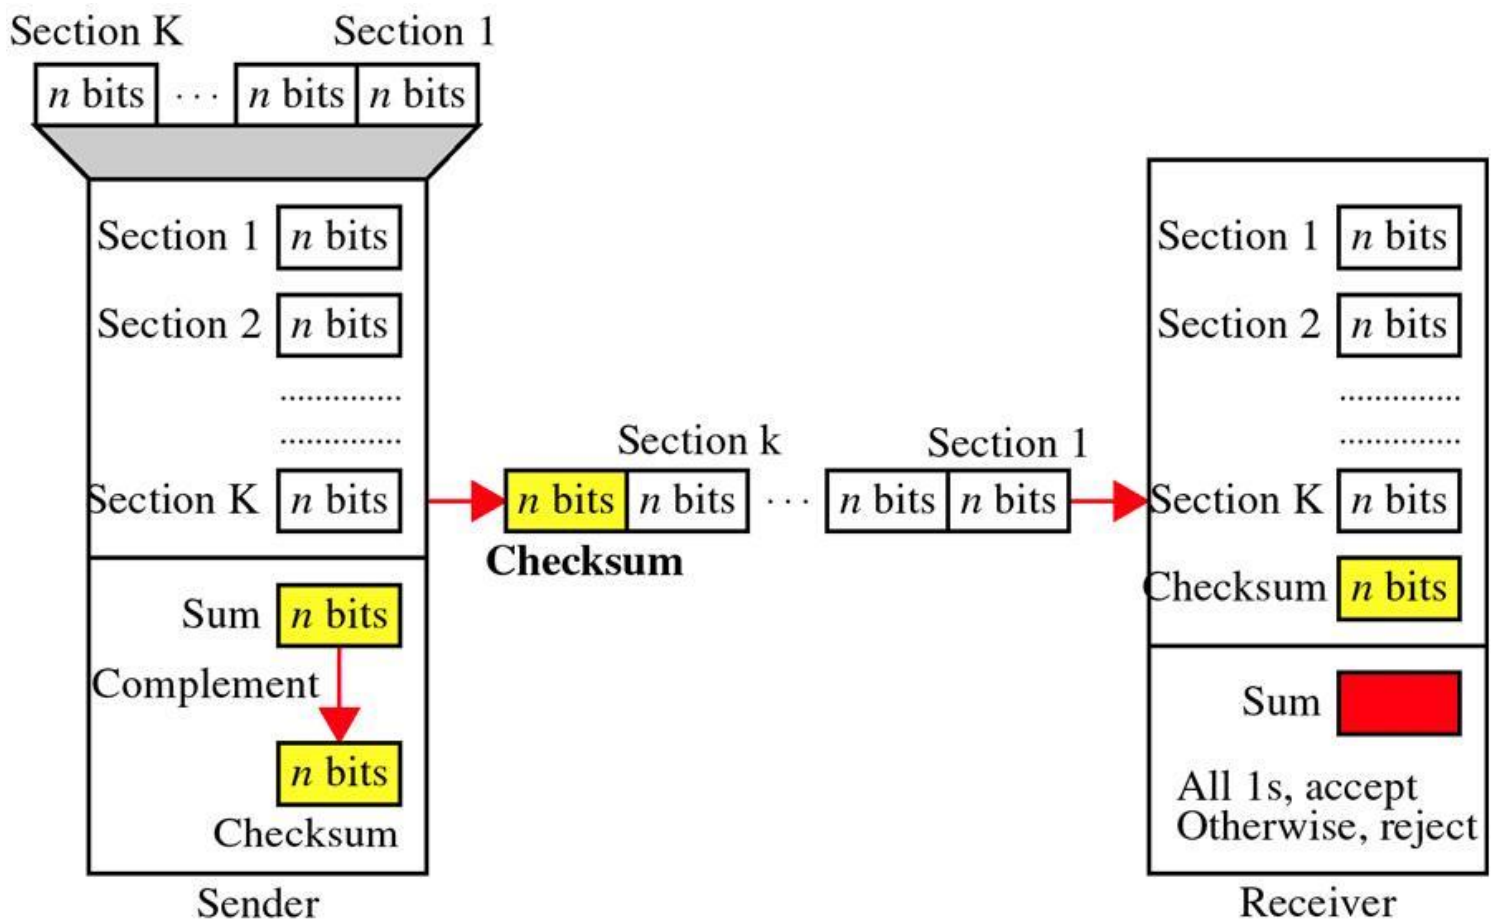 Section K Section 1
n bits ... n bits n bits
Section 1 n bits
Section 2 n bits
Section K n bits
Sum n bits
Complement
n bits
Checksum
Sender
Section k Section 1
n bits n bits ... n bits n bits
Checksum
Section 1 n bits
Section 2 n bits
Section K n bits
Checksum n bits
Sum
All 1s, accept
Otherwise, reject
Receiver